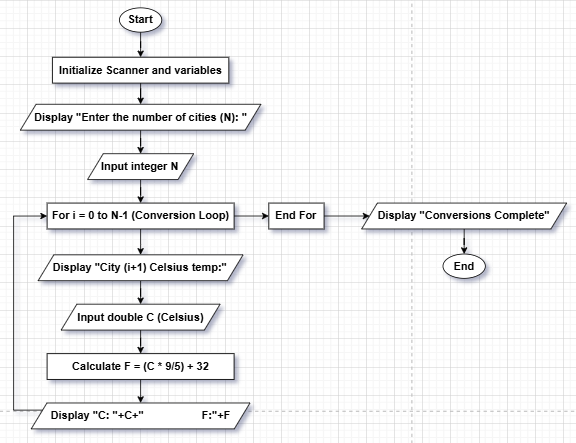 Start
Initialize Scanner and variables
Display "Enter the number of cities (N): "
Input integer N
For i = 0 to N-1 (Conversion Loop)
End For
Display "Conversions Complete"
Display "City (i+1) Celsius temp:"
End
Input double C (Celsius)
Calculate F = (C * 9/5) + 32
Display "C: "+C+" F:"+F